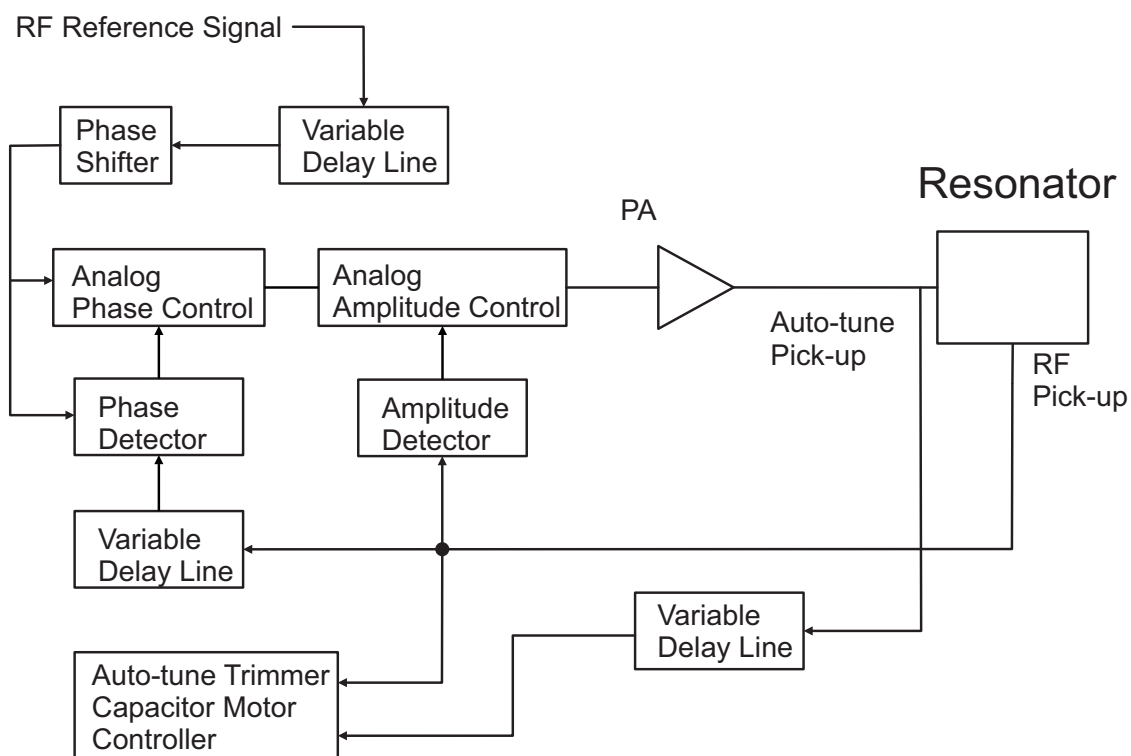 RF Reference Signal
Phase
Shifter
Variable
Delay Line
Resonator
PA
Analog
Phase Control
Analog
Amplitude Control
Auto-tune
Pick-up
RF
Pick-up
Phase
Detector
Amplitude
Detector
Variable
Delay Line
Variable
Delay Line
Auto-tune Trimmer
Capacitor Motor
Controller